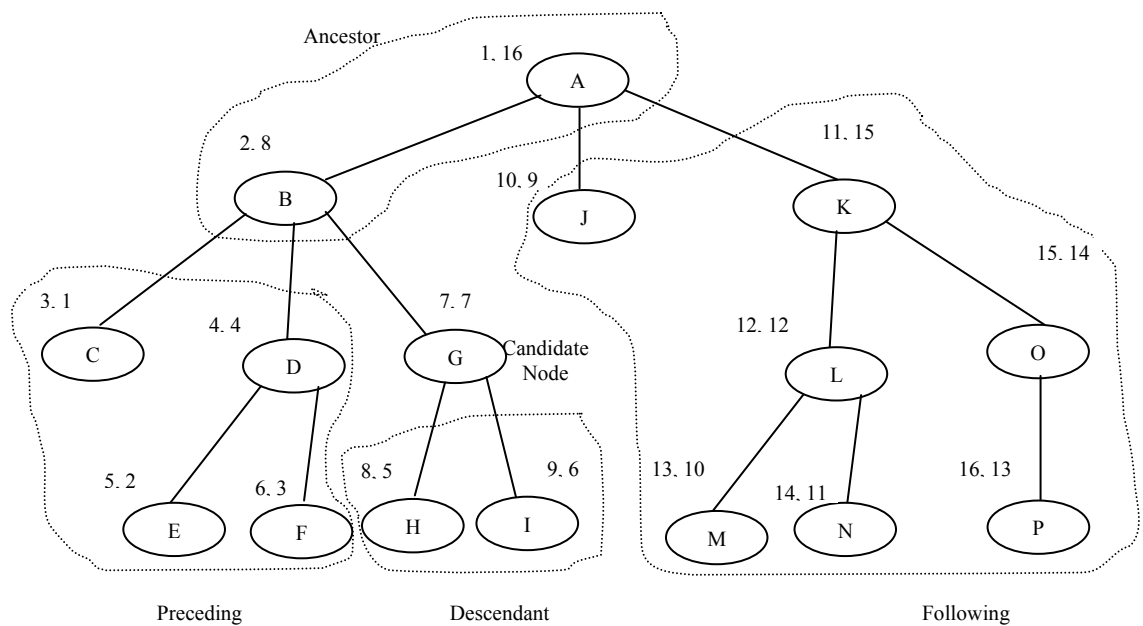 Ancestor
1, 16
A
2, 8
11, 15
B
10, 9
J
K
15, 14
3, 1
4, 4
7, 7
12, 12
C
D
G
Candidate
Node
L
O
5, 2
6, 3
8, 5
9, 6
13, 10
14, 11
16, 13
E
F
H
I
M
N
P
Preceding
Descendant
Following